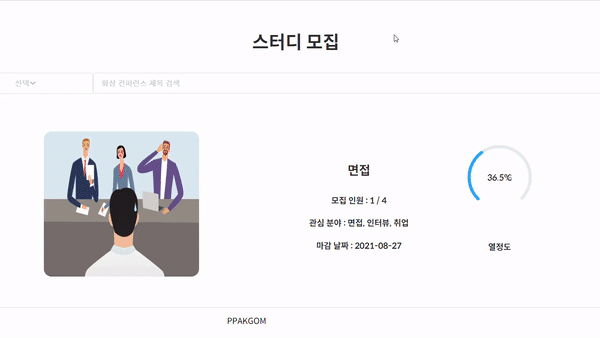 스터디 모집
선택
화상 컨퍼런스 제목 검색
면접
모집 인원 : 1 / 4
관심 분야 : 면접, 인터뷰, 취업
마감 날짜 : 2021-08-27
36.5℃
열정도
PPAKGOM